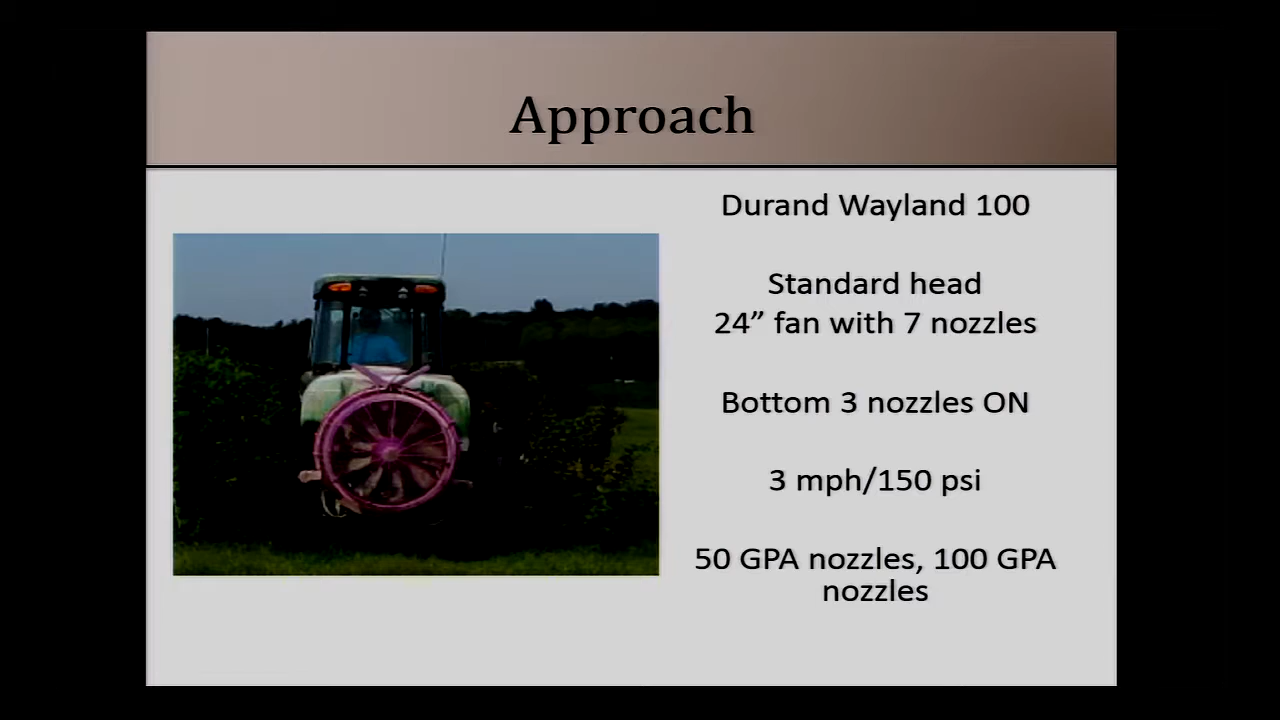 Approach
Durand Wayland 100
Standard head
24” fan with 7 nozzles
Bottom 3 nozzles ON
3 mph/150 psi
50 GPA nozzles, 100 GPA
nozzles